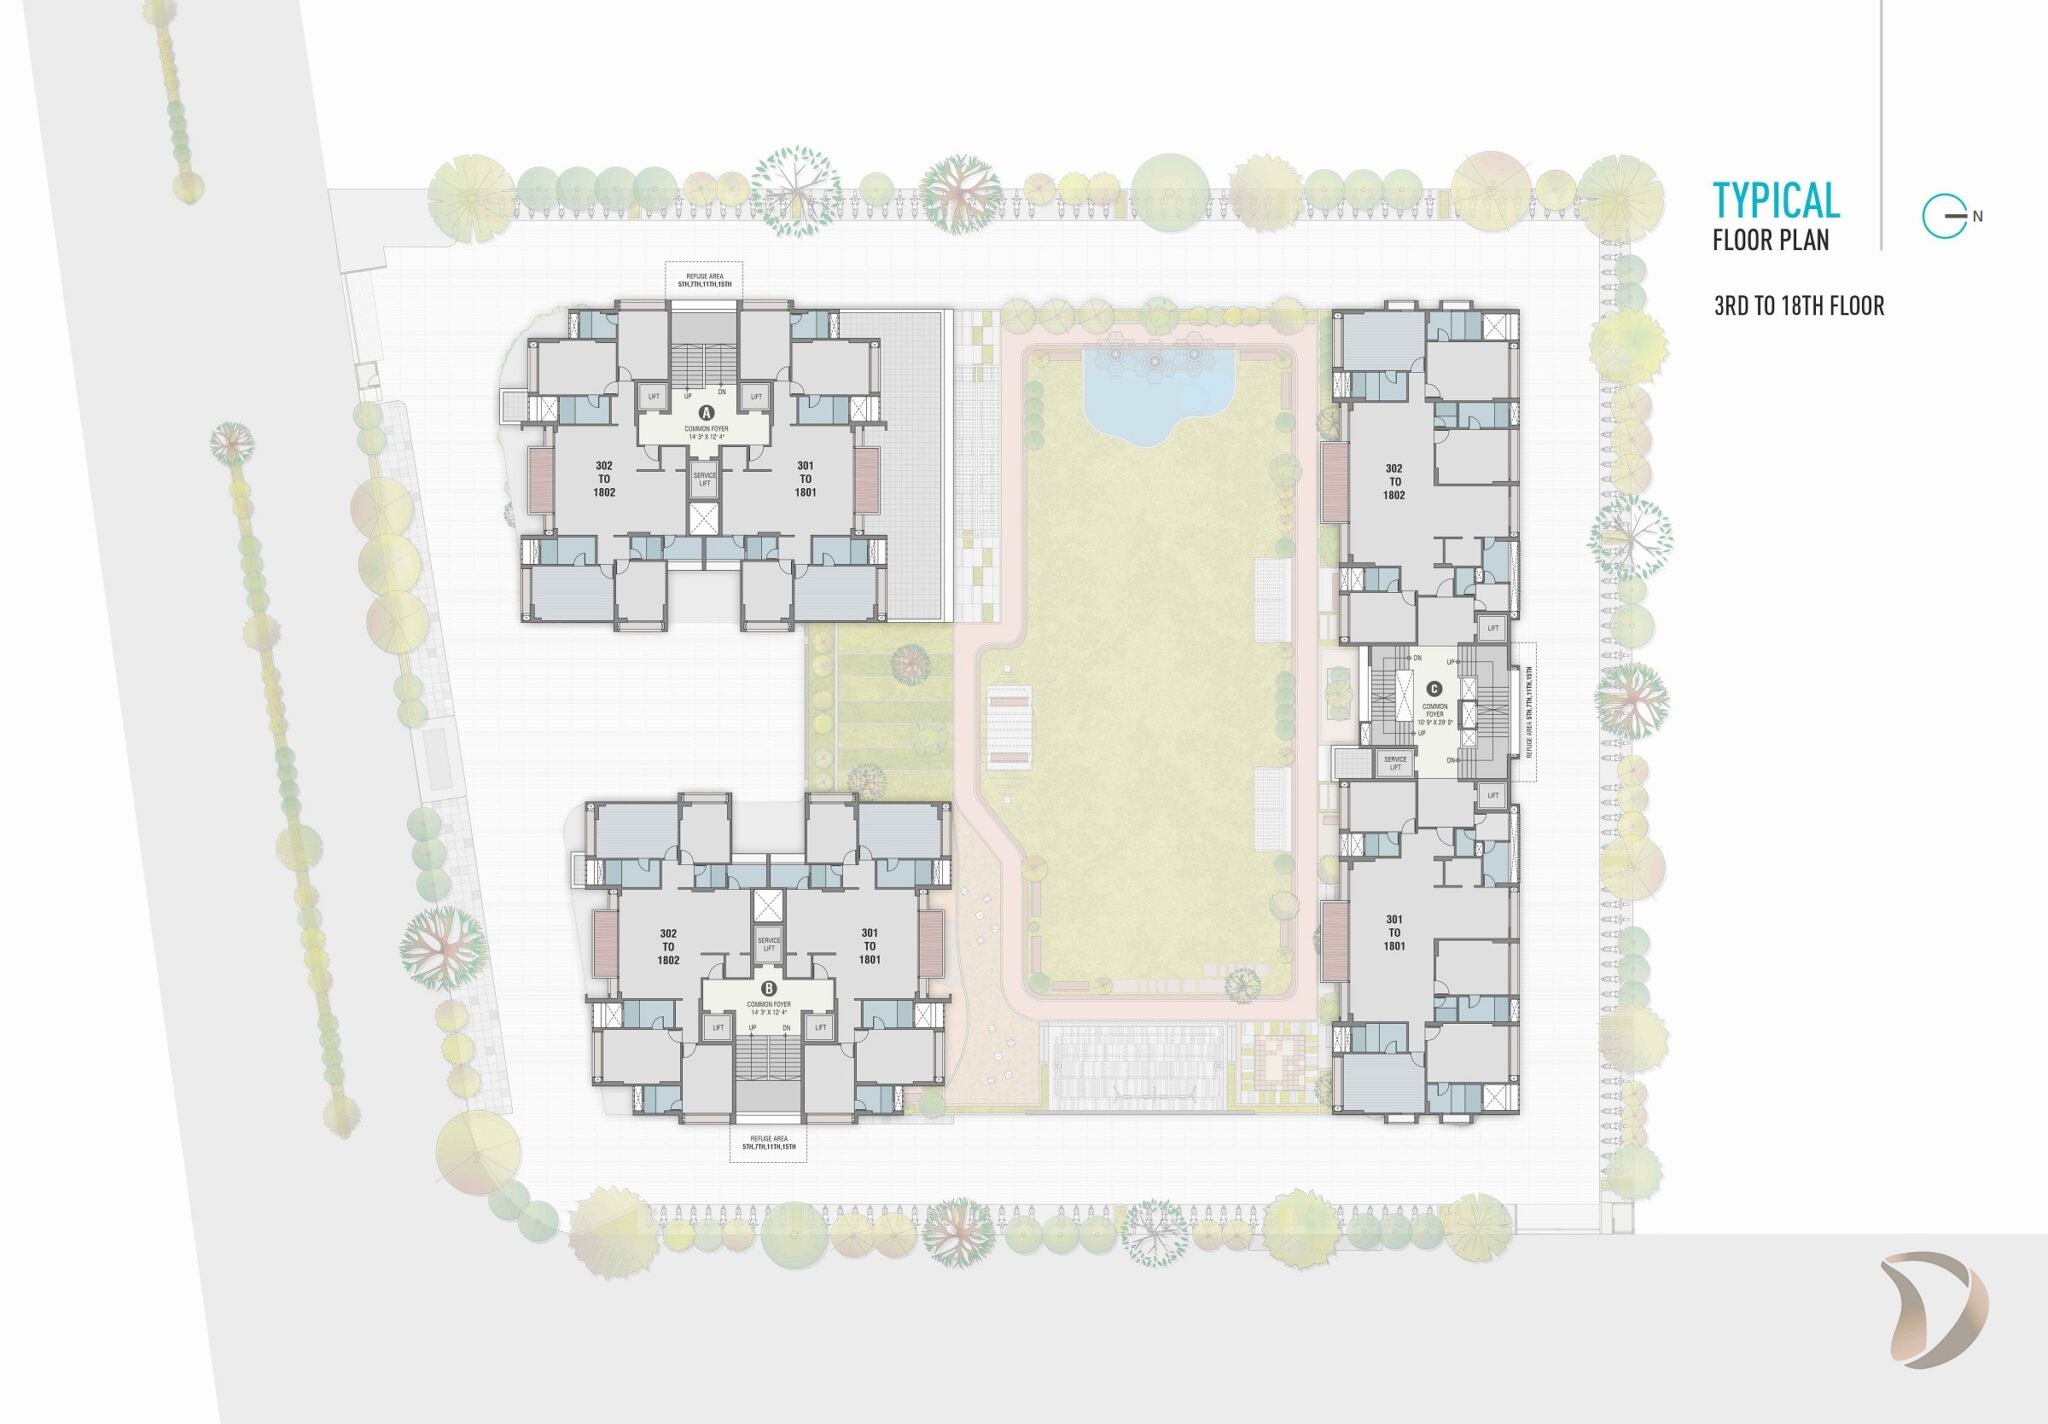 TYPICAL
FLOOR PLAN
3RD TO 18TH FLOOR
N
REFUGE AREA
5TH,7TH,11TH,15TH
LIFT
UP
DN
LIFT
A
COMMON FOYER
14' 3" X 12' 4"
302
TO
1802
SERVICE
LIFT
301
TO
1801
302
TO
1802
LIFT
DN
UP
C
COMMON
FOYER
10' 9" X 29' 0"
UP
DN
SERVICE
LIFT
REFUGE AREA 5TH,7TH,11TH,15TH
LIFT
301
TO
1801
302
TO
1802
SERVICE
LIFT
301
TO
1801
B
COMMON FOYER
14' 3" X 12' 4"
LIFT
UP
DN
LIFT
REFUGE AREA
5TH,7TH,11TH,15TH